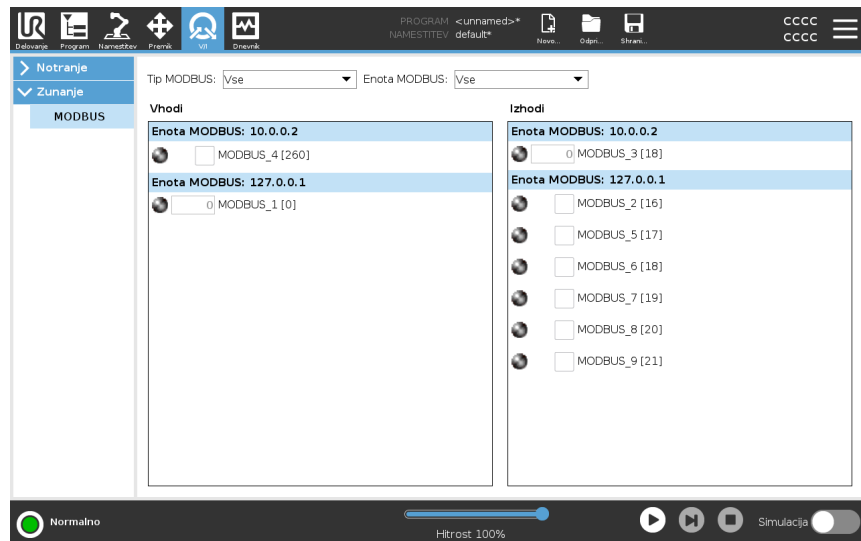 PROGRAM <unnamed>*
NAMESTITEV default*
CCCC
CCCC
UR
Delovanje Program Namestitev Premik V/I Dnevnik Novo... Odpri... Shrani...
Notranje
Zunanje
MODBUS
Tip MODBUS: Vse Enota MODBUS: Vse
Vhodi
Enota MODBUS: 10.0.0.2
MODBUS_4 [260]
Enota MODBUS: 127.0.0.1
0 MODBUS_1 [0]
Izhodi
Enota MODBUS: 10.0.0.2
0 MODBUS_3 [18]
Enota MODBUS: 127.0.0.1
MODBUS_2 [16]
MODBUS_5 [17]
MODBUS_6 [18]
MODBUS_7 [19]
MODBUS_8 [20]
MODBUS_9 [21]
Normalno
Hitrost 100%
Simulacija